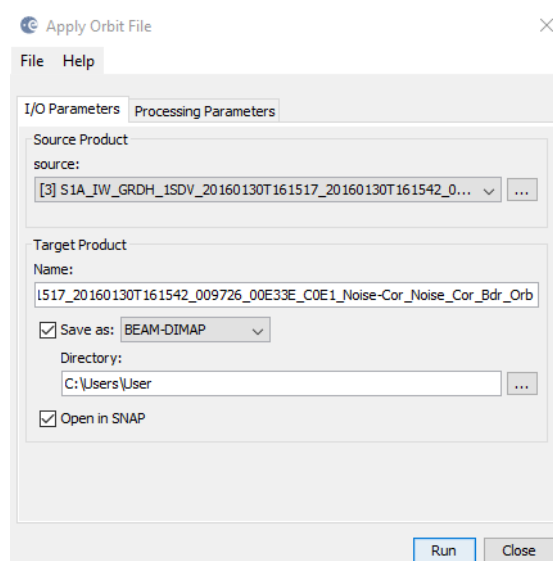 Apply Orbit File
File Help
I/O Parameters Processing Parameters
Source Product
source:
[3] S1A_IW_GRDH_1SDV_20160130T161517_20160130T161542_0... ...
Target Product
Name:
1517_20160130T161542_009726_00E33E_C0E1_Noise-Cor_Noise_Cor_Bdr_Orb
Save as: BEAM-DIMAP
Directory:
C:\Users\User
...
Open in SNAP
Run Close